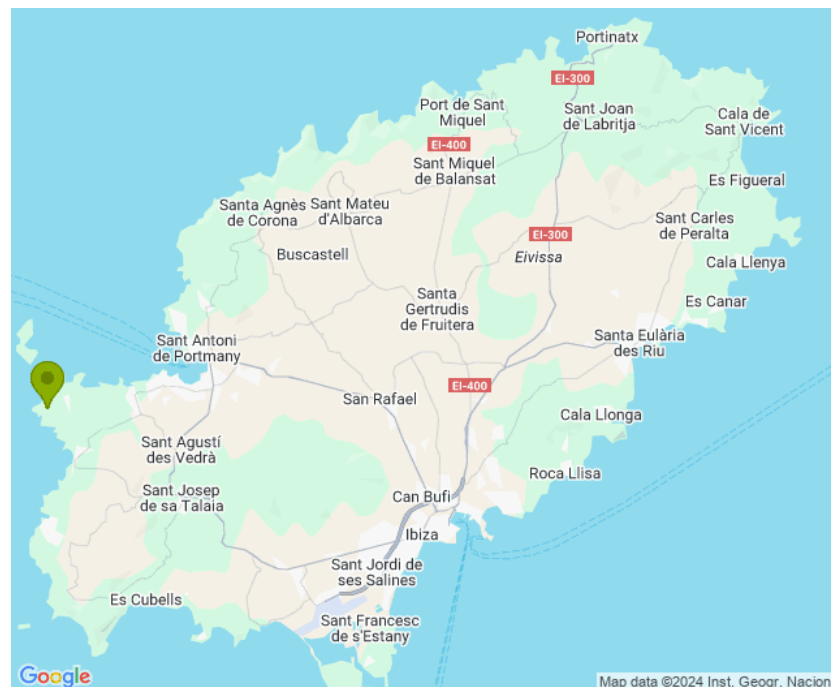 Portinatx
EI-300
Port de Sant
Miquel
Sant Joan
de Labritja
Cala de
Sant Vicent
EI-400
Sant Miquel
de Balansat
Es Figueral
Santa Agnès
de Corona
Sant Mateu
d'Albarca
Sant Carles
de Peralta
EI-300
Buscastell
Eivissa
Cala Llenya
Santa
Gertrudis
de Fruitera
Es Canar
Sant Antoni
de Portmany
Santa Eulària
des Riu
EI-400
San Rafael
Cala Llonga
Sant Agustí
des Vedrà
Roca Llisa
Sant Josep
de sa Talaia
Can Bufi
Ibiza
Sant Jordi de
ses Salines
Es Cubells
Sant Francesc
de s'Estany
Google
Map data ©2024 Inst. Geogr. Nacion